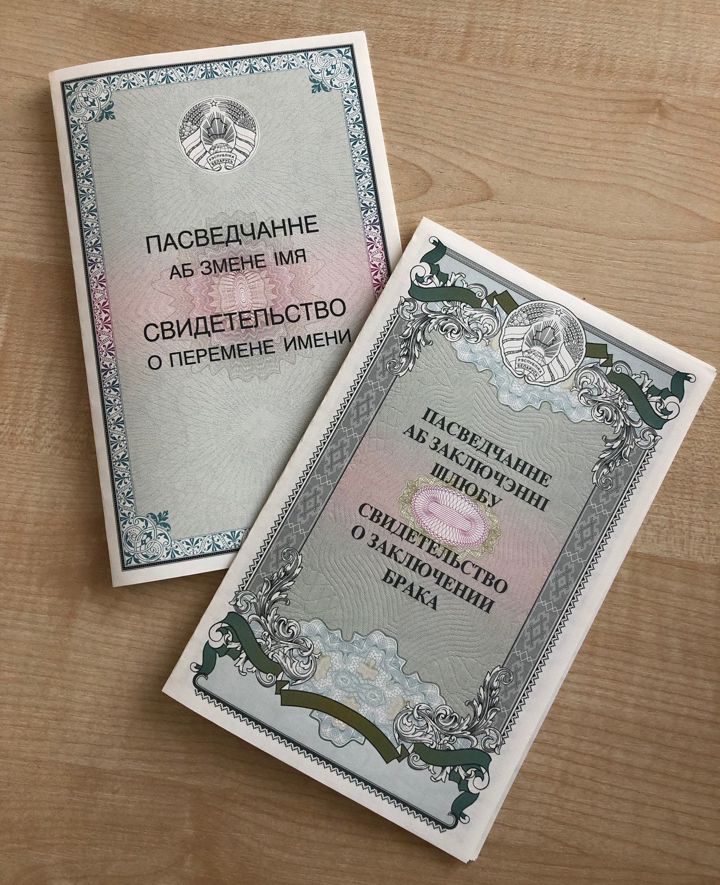 ПАСВЕДЧАННЕ
АБ ЗМЕНЕ ІМЯ
СВИДЕТЕЛЬСТВО
О ПЕРЕМЕНЕ ИМЕНИ
ПАСВЕДЧАННЕ
АБ ЗАКЛЮЧЭННІ
ШЛЮБУ
СВИДЕТЕЛЬСТВО
О ЗАКЛЮЧЕНИИ
БРАКА